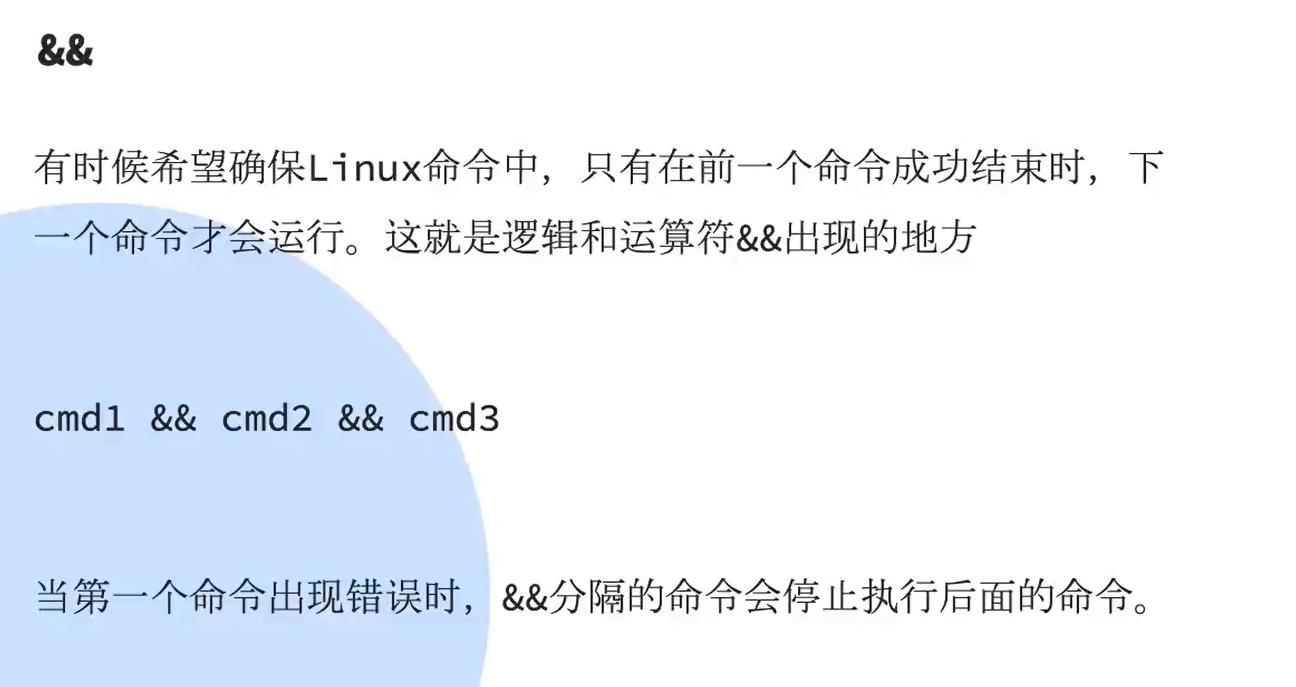 &&
有时候希望确保Linux命令中，只有在前一个命令成功结束时，下
一个命令才会运行。这就是逻辑和运算符&&出现的地方
cmd1 && cmd2 && cmd3
当第一个命令出现错误时，&&分隔的命令会停止执行后面的命令。